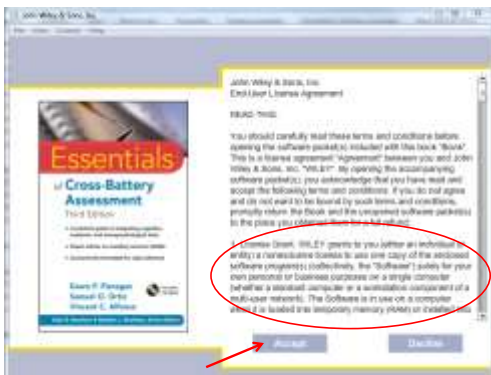 John Wiley & Sons, Inc.
File Video Control Help
Essentials
of Cross-Battery
Assessment
Third Edition
Dawn P. Flanagan
Samuel O. Ortiz
Vincent C. Alfonso
John Wiley & Sons, Inc.
End-User License Agreement
READ THIS
You should carefully read these terms and conditions before
opening the software packet(s) included with this book "Book".
This is a license agreement "Agreement" between you and John
Wiley & Sons, Inc. "WILEY". By opening the accompanying
software packet(s), you acknowledge that you have read and
accept the following terms and conditions. If you do not agree
and do not want to be bound by such terms and conditions,
promptly return the Book and the unopened software packet(s)
to the place you obtained them for a full refund.
License Grant. WILEY grants to you (either an individual or
entity) a nonexclusive license to use one copy of the enclosed
software program(s) (collectively, the "Software") solely for your
own personal or business purposes on a single computer
(whether a standard computer or a workstation component of a
multi-user network). The Software is in use on a computer
when it is loaded into temporary memory (RAM) or installed into
Accept
Decline